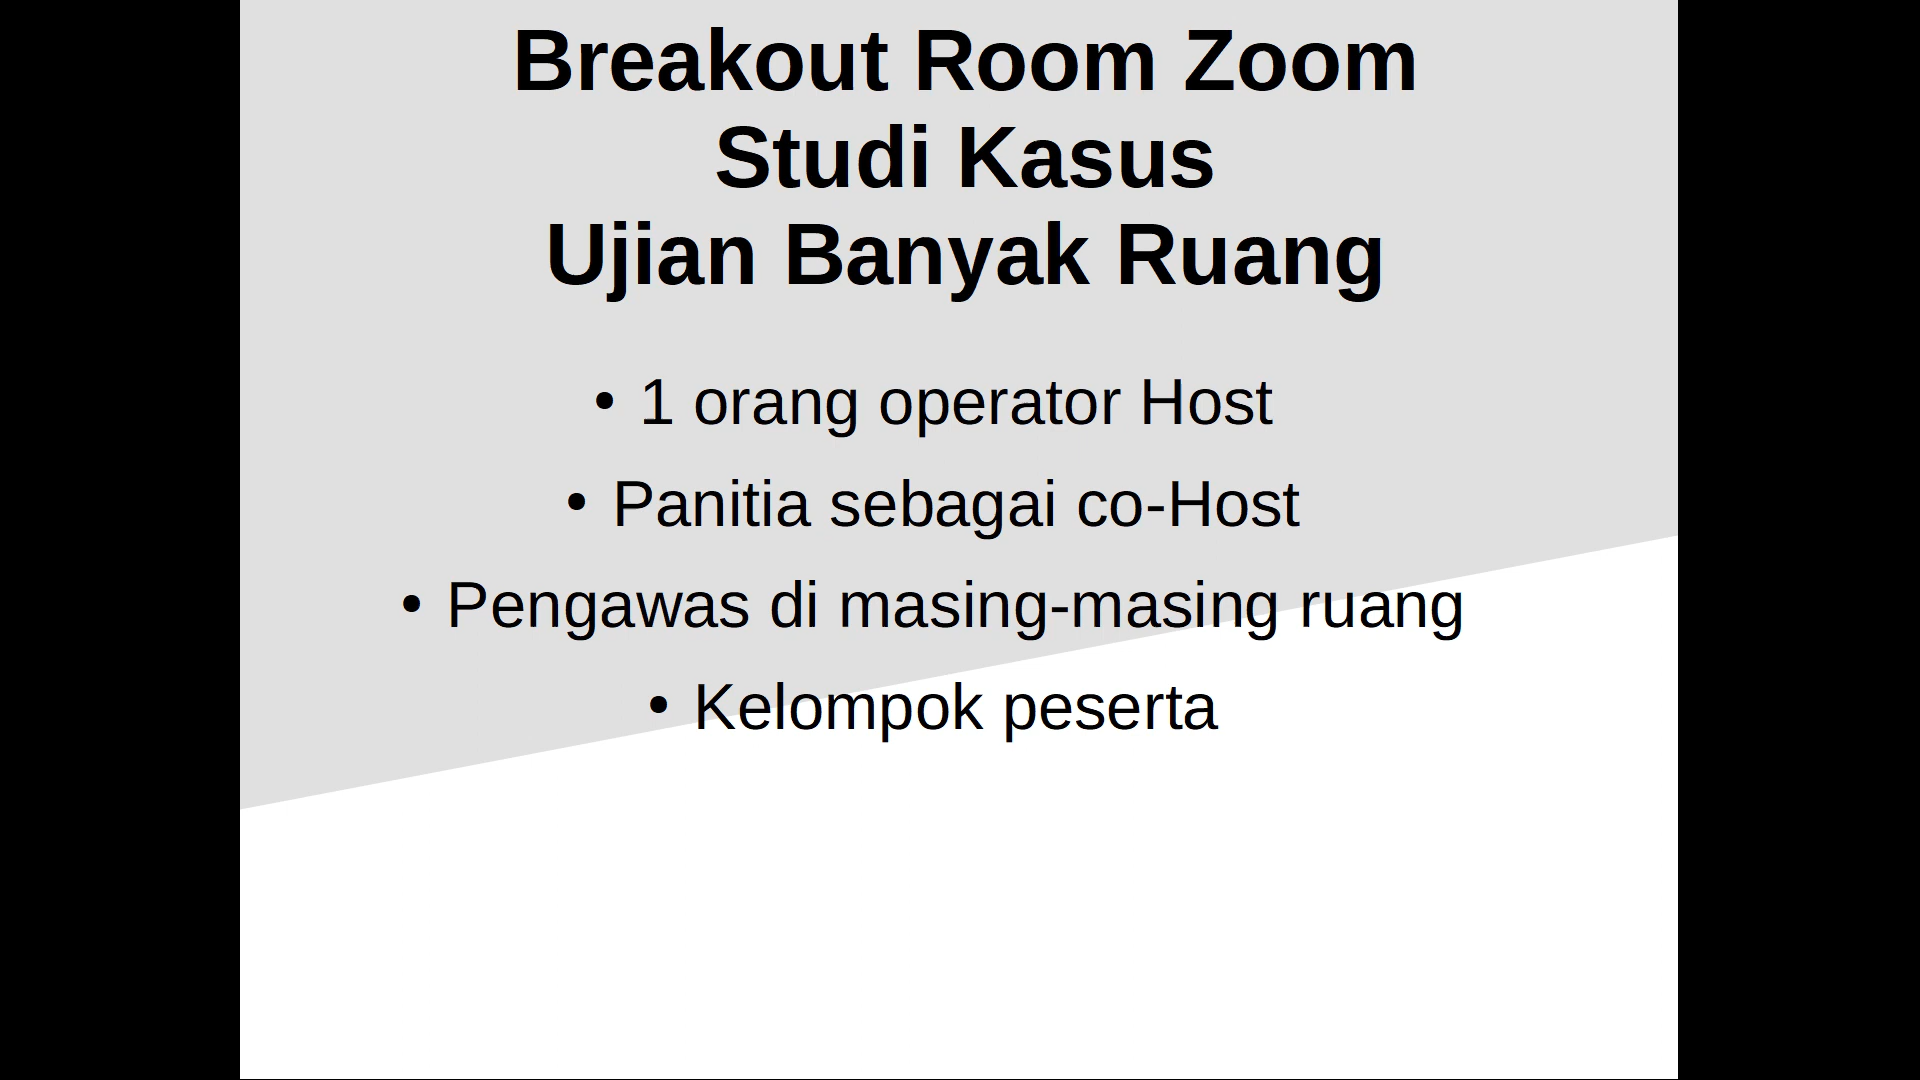 Breakout Room Zoom
Studi Kasus
Ujian Banyak Ruang
• 1 orang operator Host
• Panitia sebagai co-Host
• Pengawas di masing-masing ruang
• Kelompok peserta